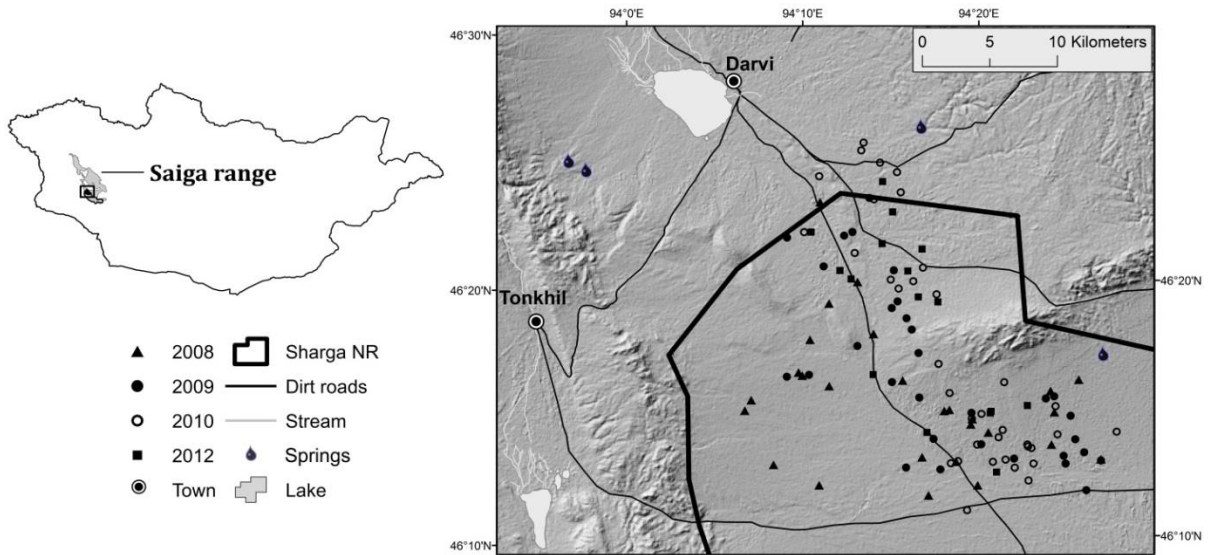 Saiga range
2008 Sharga NR
2009 Dirt roads
2010 Stream
2012 Springs
Town Lake
94°0'E 94°10'E 94°20'E
46°30'N
0 5 10 Kilometers
Darvi
46°20'N 46°20'N
Tonkhil
46°10'N 46°10'N